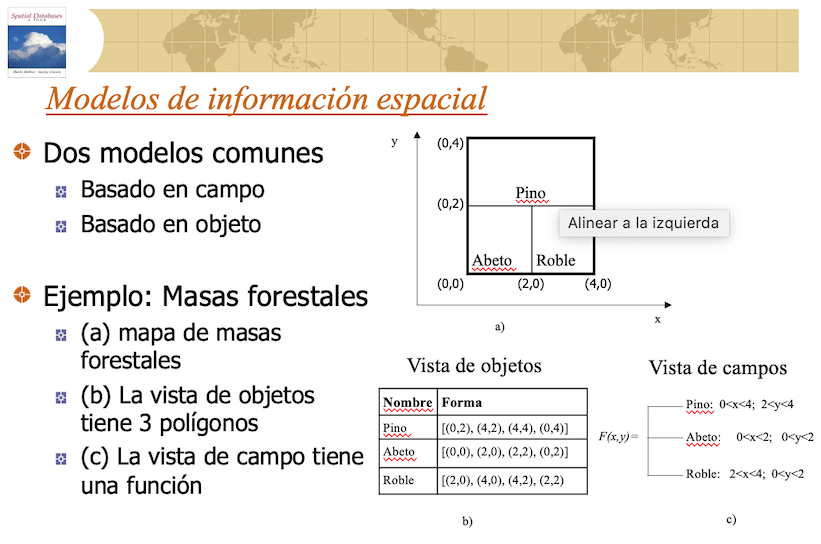 Spatial Databases
A TOUR
Shashi Shekhar • Sanjay Chawla
Modelos de información espacial
Dos modelos comunes
Basado en campo
Basado en objeto
Ejemplo: Masas forestales
(a) mapa de masas
forestales
(b) La vista de objetos
tiene 3 polígonos
(c) La vista de campo tiene
una función
y
(0,4)
Pino
(0,2)
Alinear a la izquierda
Abeto
Roble
(0,0)
(2,0)
(4,0)
x
a)
Vista de objetos
Nombre Forma
Pino [(0,2), (4,2), (4,4), (0,4)]
Abeto [(0,0), (2,0), (2,2), (0,2)]
Roble [(2,0), (4,0), (4,2), (2,2)
b)
Vista de campos
Pino: 0<x<4; 2<y<4
F(x,y)=
Abeto: 0<x<2; 0<y<2
Roble: 2<x<4; 0<y<2
c)